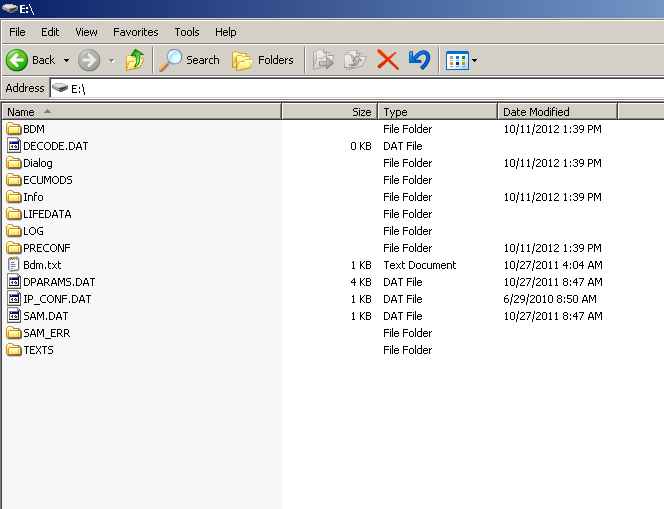 E:\
File Edit View Favorites Tools Help
Back Search Folders
Address E:\
Name Size Type Date Modified
BDM File Folder 10/11/2012 1:39 PM
DECODE.DAT 0 KB DAT File
Dialog File Folder 10/11/2012 1:39 PM
ECUMODS File Folder
Info File Folder 10/11/2012 1:39 PM
LIFEDATA File Folder
LOG File Folder
PRECONF File Folder 10/11/2012 1:39 PM
Bdm.txt 1 KB Text Document 10/27/2011 4:04 AM
DPARAMS.DAT 4 KB DAT File 10/27/2011 8:47 AM
IP_CONF.DAT 1 KB DAT File 6/29/2010 8:50 AM
SAM.DAT 1 KB DAT File 10/27/2011 8:47 AM
SAM_ERR File Folder
TEXTS File Folder